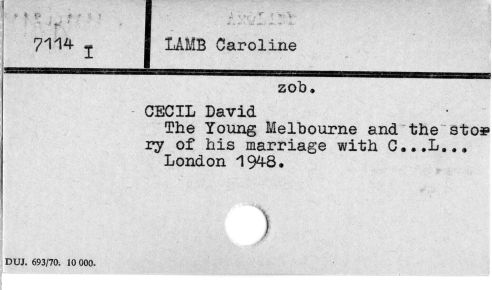 7114 I
LAMB Caroline
zob.
CECIL David
The Young Melbourne and the stor
ry of his marriage with C...L...
London 1948.
DUJ. 693/70. 10 000.